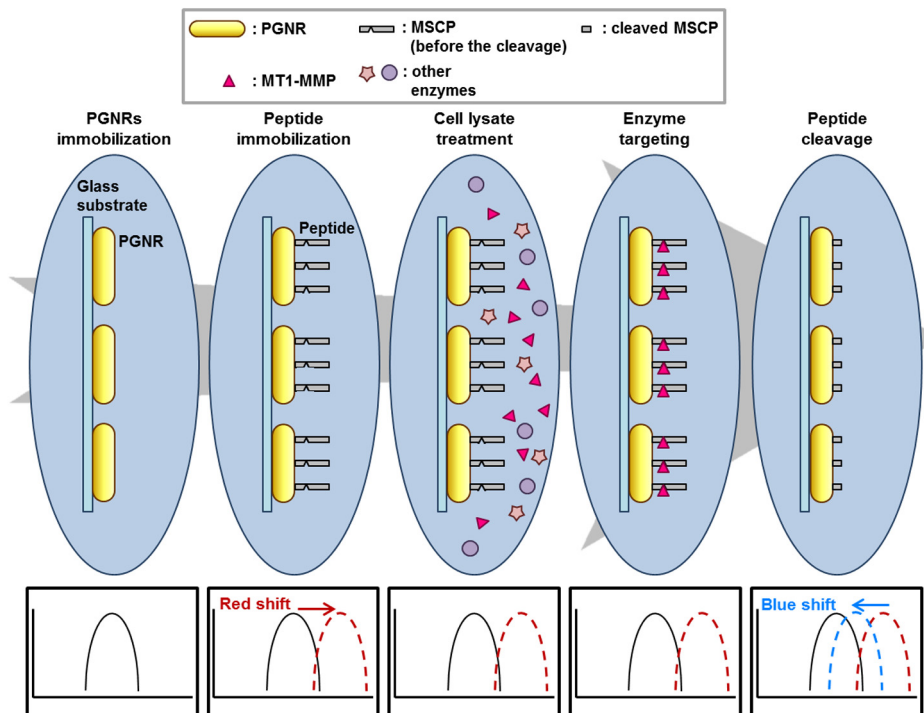 : PGNR
: MSCP
(before the cleavage)
: cleaved MSCP
: MT1-MMP
: other
enzymes
PGNRs
immobilization
Peptide
immobilization
Cell lysate
treatment
Enzyme
targeting
Peptide
cleavage
Glass
substrate
PGNR
Peptide
Red shift
Blue shift